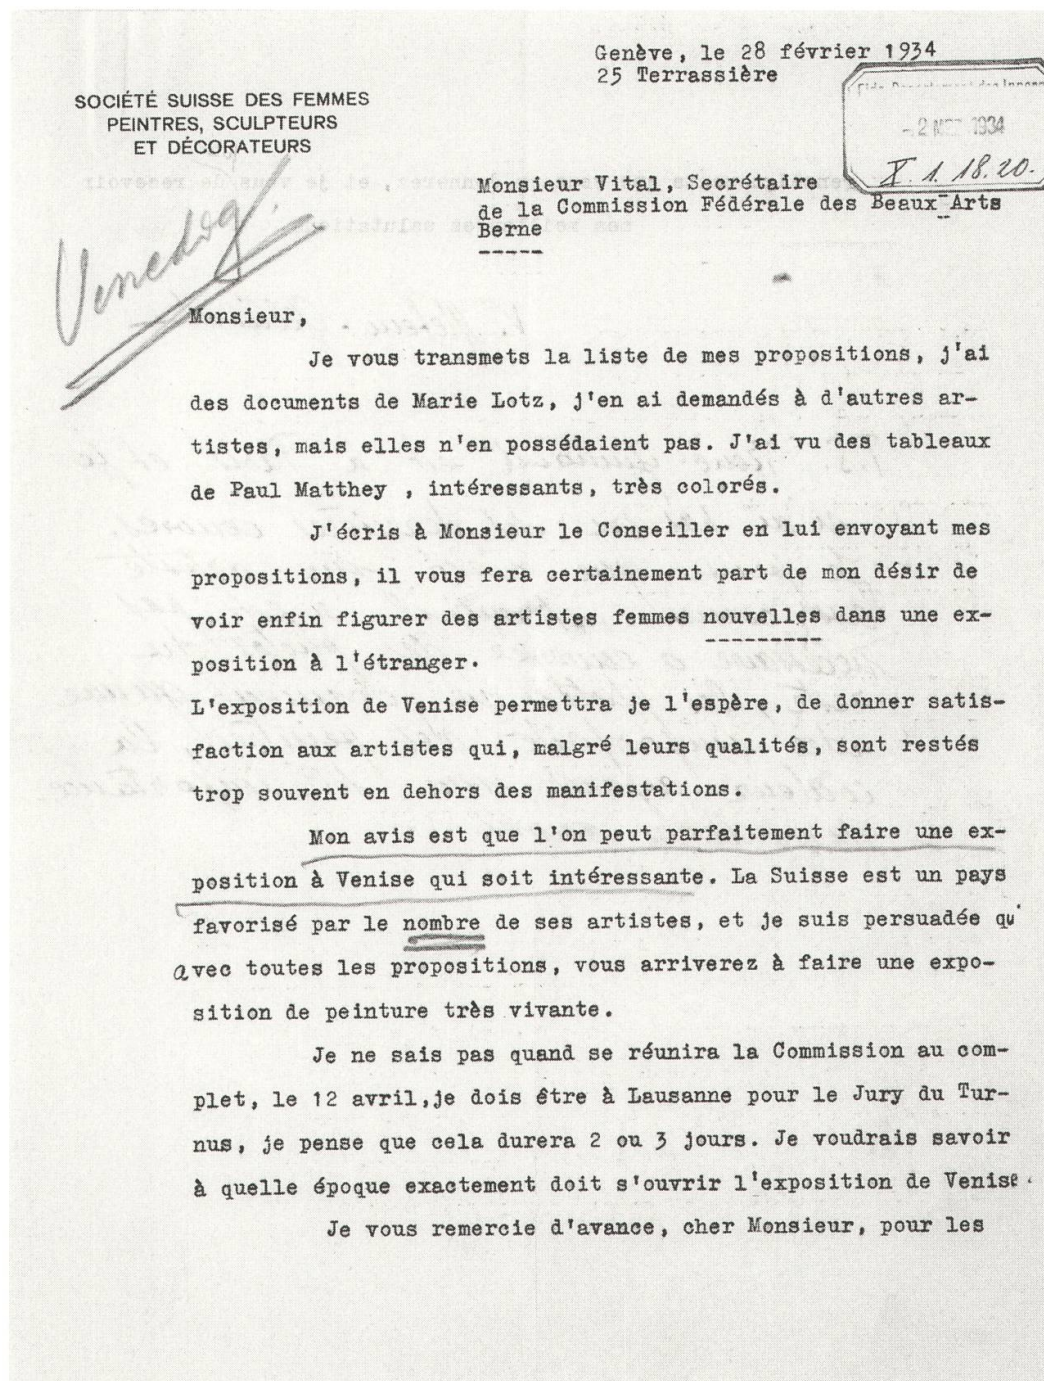 Genève, le 28 février 1934
25 Terrassière
SOCIÉTÉ SUISSE DES FEMMES
PEINTRES, SCULPTEURS
ET DÉCORATEURS
2 1934
X. 1. 18. 20.
Monsieur Vital, Secrétaire
de la Commission Fédérale des Beaux-Arts
Berne
-----
Venedig
Monsieur,
Je vous transmets la liste de mes propositions, j'ai
des documents de Marie Lotz, j'en ai demandés à d'autres ar-
tistes, mais elles n'en possédaient pas. J'ai vu des tableaux
de Paul Matthey , intéressants, très colorés.
J'écris à Monsieur le Conseiller en lui envoyant mes
propositions, il vous fera certainement part de mon désir de
voir enfin figurer des artistes femmes nouvelles dans une ex-
position à l'étranger.
L'exposition de Venise permettra je l'espère, de donner satis-
faction aux artistes qui, malgré leurs qualités, sont restés
trop souvent en dehors des manifestations.
Mon avis est que l'on peut parfaitement faire une ex-
position à Venise qui soit intéressante. La Suisse est un pays
favorisé par le nombre de ses artistes, et je suis persuadée qu'
avec toutes les propositions, vous arriverez à faire une expo-
sition de peinture très vivante.
Je ne sais pas quand se réunira la Commission au com-
plet, le 12 avril,je dois être à Lausanne pour le Jury du Tur-
nus, je pense que cela durera 2 ou 3 jours. Je voudrais savoir
à quelle époque exactement doit s'ouvrir l'exposition de Venise.
Je vous remercie d'avance, cher Monsieur, pour les